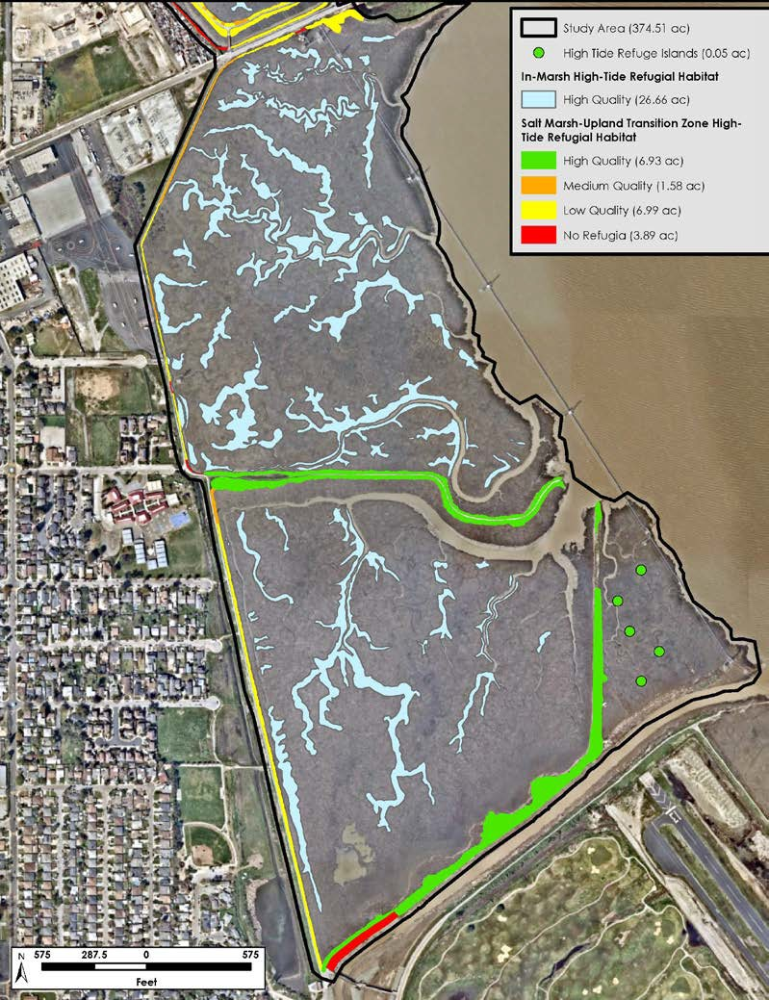 Study Area (374.51 ac)
High Tide Refuge Islands (0.05 ac)
In-Marsh High-Tide Refugial Habitat
High Quality (26.66 ac)
Salt Marsh-Upland Transition Zone High-
Tide Refugial Habitat
High Quality (6.93 ac)
Medium Quality (1.58 ac)
Low Quality (6.99 ac)
No Refugia (3.89 ac)
N
575 287.5 0 575
Feet